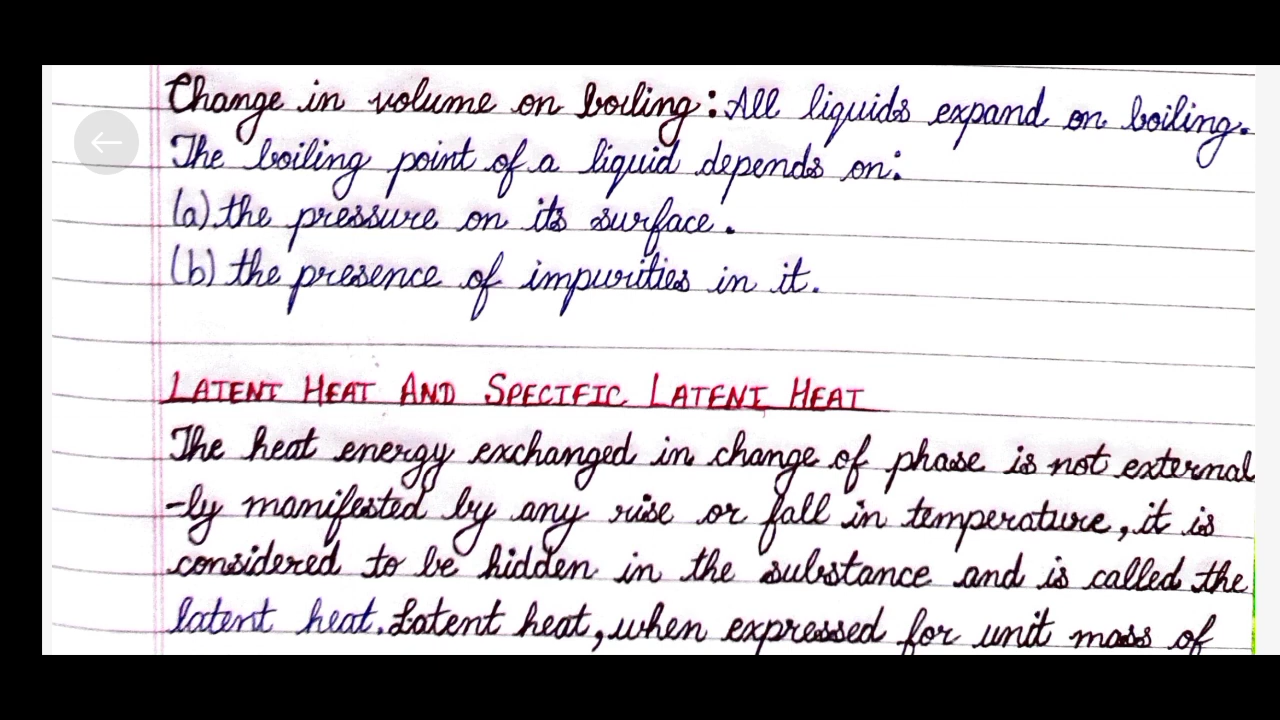 Change in volume on boiling: All liquids expand on boiling.
The boiling point of a liquid depends on:
(a) the pressure on its surface.
(b) the presence of impurities in it.
LATENT HEAT AND SPECIFIC LATENT HEAT
The heat energy exchanged in change of phase is not external
-ly manifested by any rise or fall in temperature, it is
considered to be hidden in the substance and is called the
latent heat. Latent heat, when expressed for unit mass of